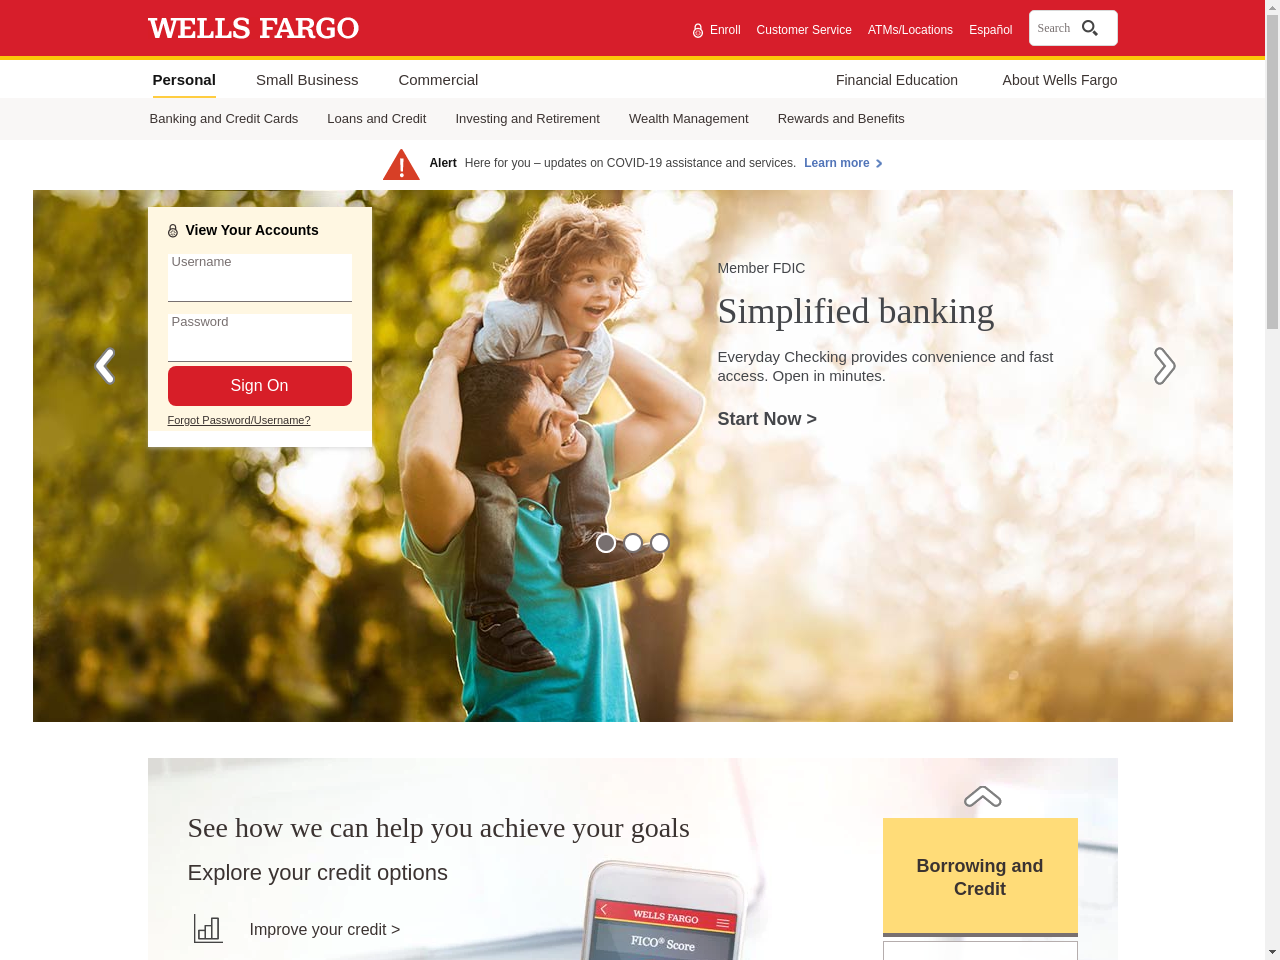 WELLS FARGO
Enroll
Customer Service
ATMs/Locations
Español
Search
Personal
Small Business
Commercial
Financial Education
About Wells Fargo
Banking and Credit Cards
Loans and Credit
Investing and Retirement
Wealth Management
Rewards and Benefits
Alert Here for you – updates on COVID-19 assistance and services. Learn more
View Your Accounts
Username
Password
Sign On
Forgot Password/Username?
Member FDIC
Simplified banking
Everyday Checking provides convenience and fast
access. Open in minutes.
Start Now >
See how we can help you achieve your goals
Explore your credit options
Improve your credit >
WELLS FARGO
FICO® Score
Borrowing and
Credit